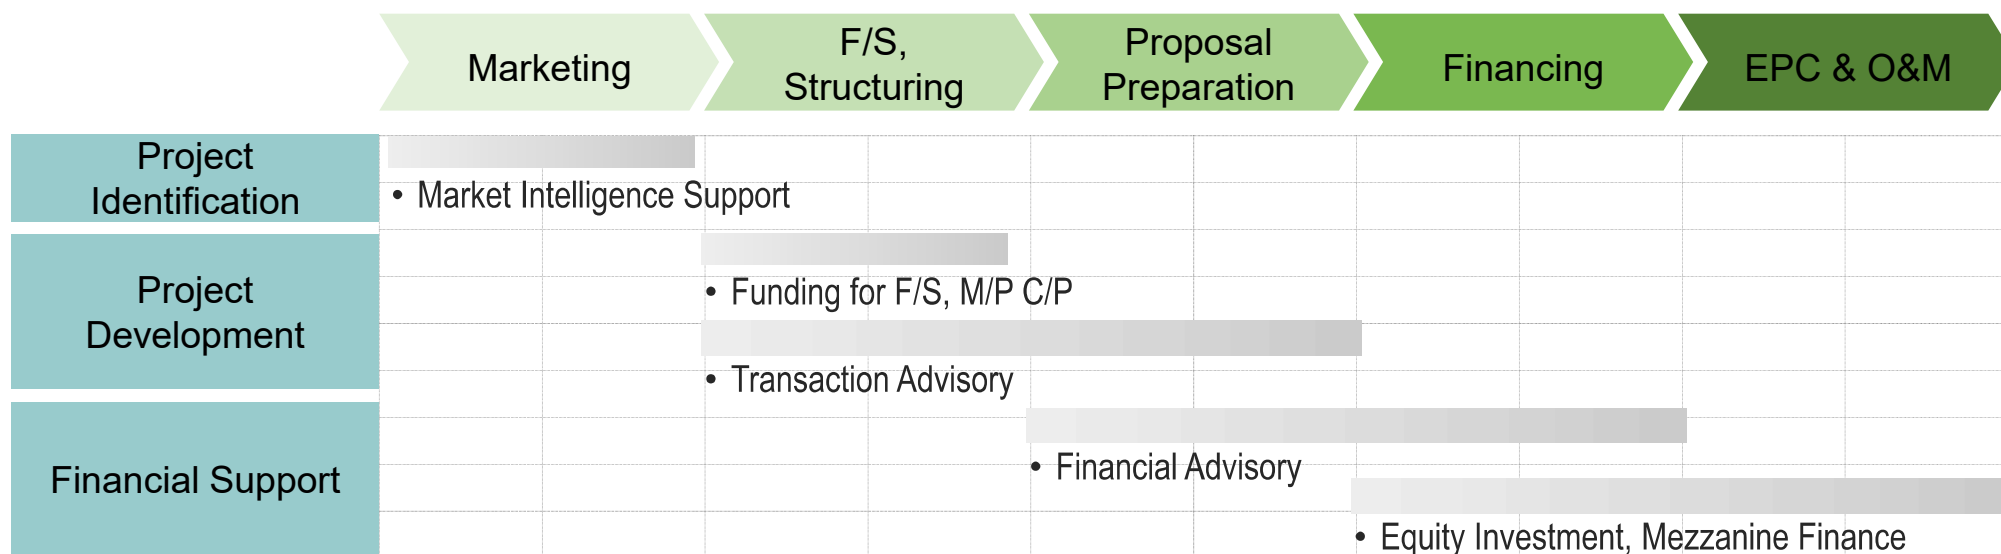 Marketing
F/S,
Structuring
Proposal
Preparation
Financing
EPC & O&M
Project
Identification
• Market Intelligence Support
Project
Development
• Funding for F/S, M/P C/P
• Transaction Advisory
Financial Support
• Financial Advisory
• Equity Investment, Mezzanine Finance